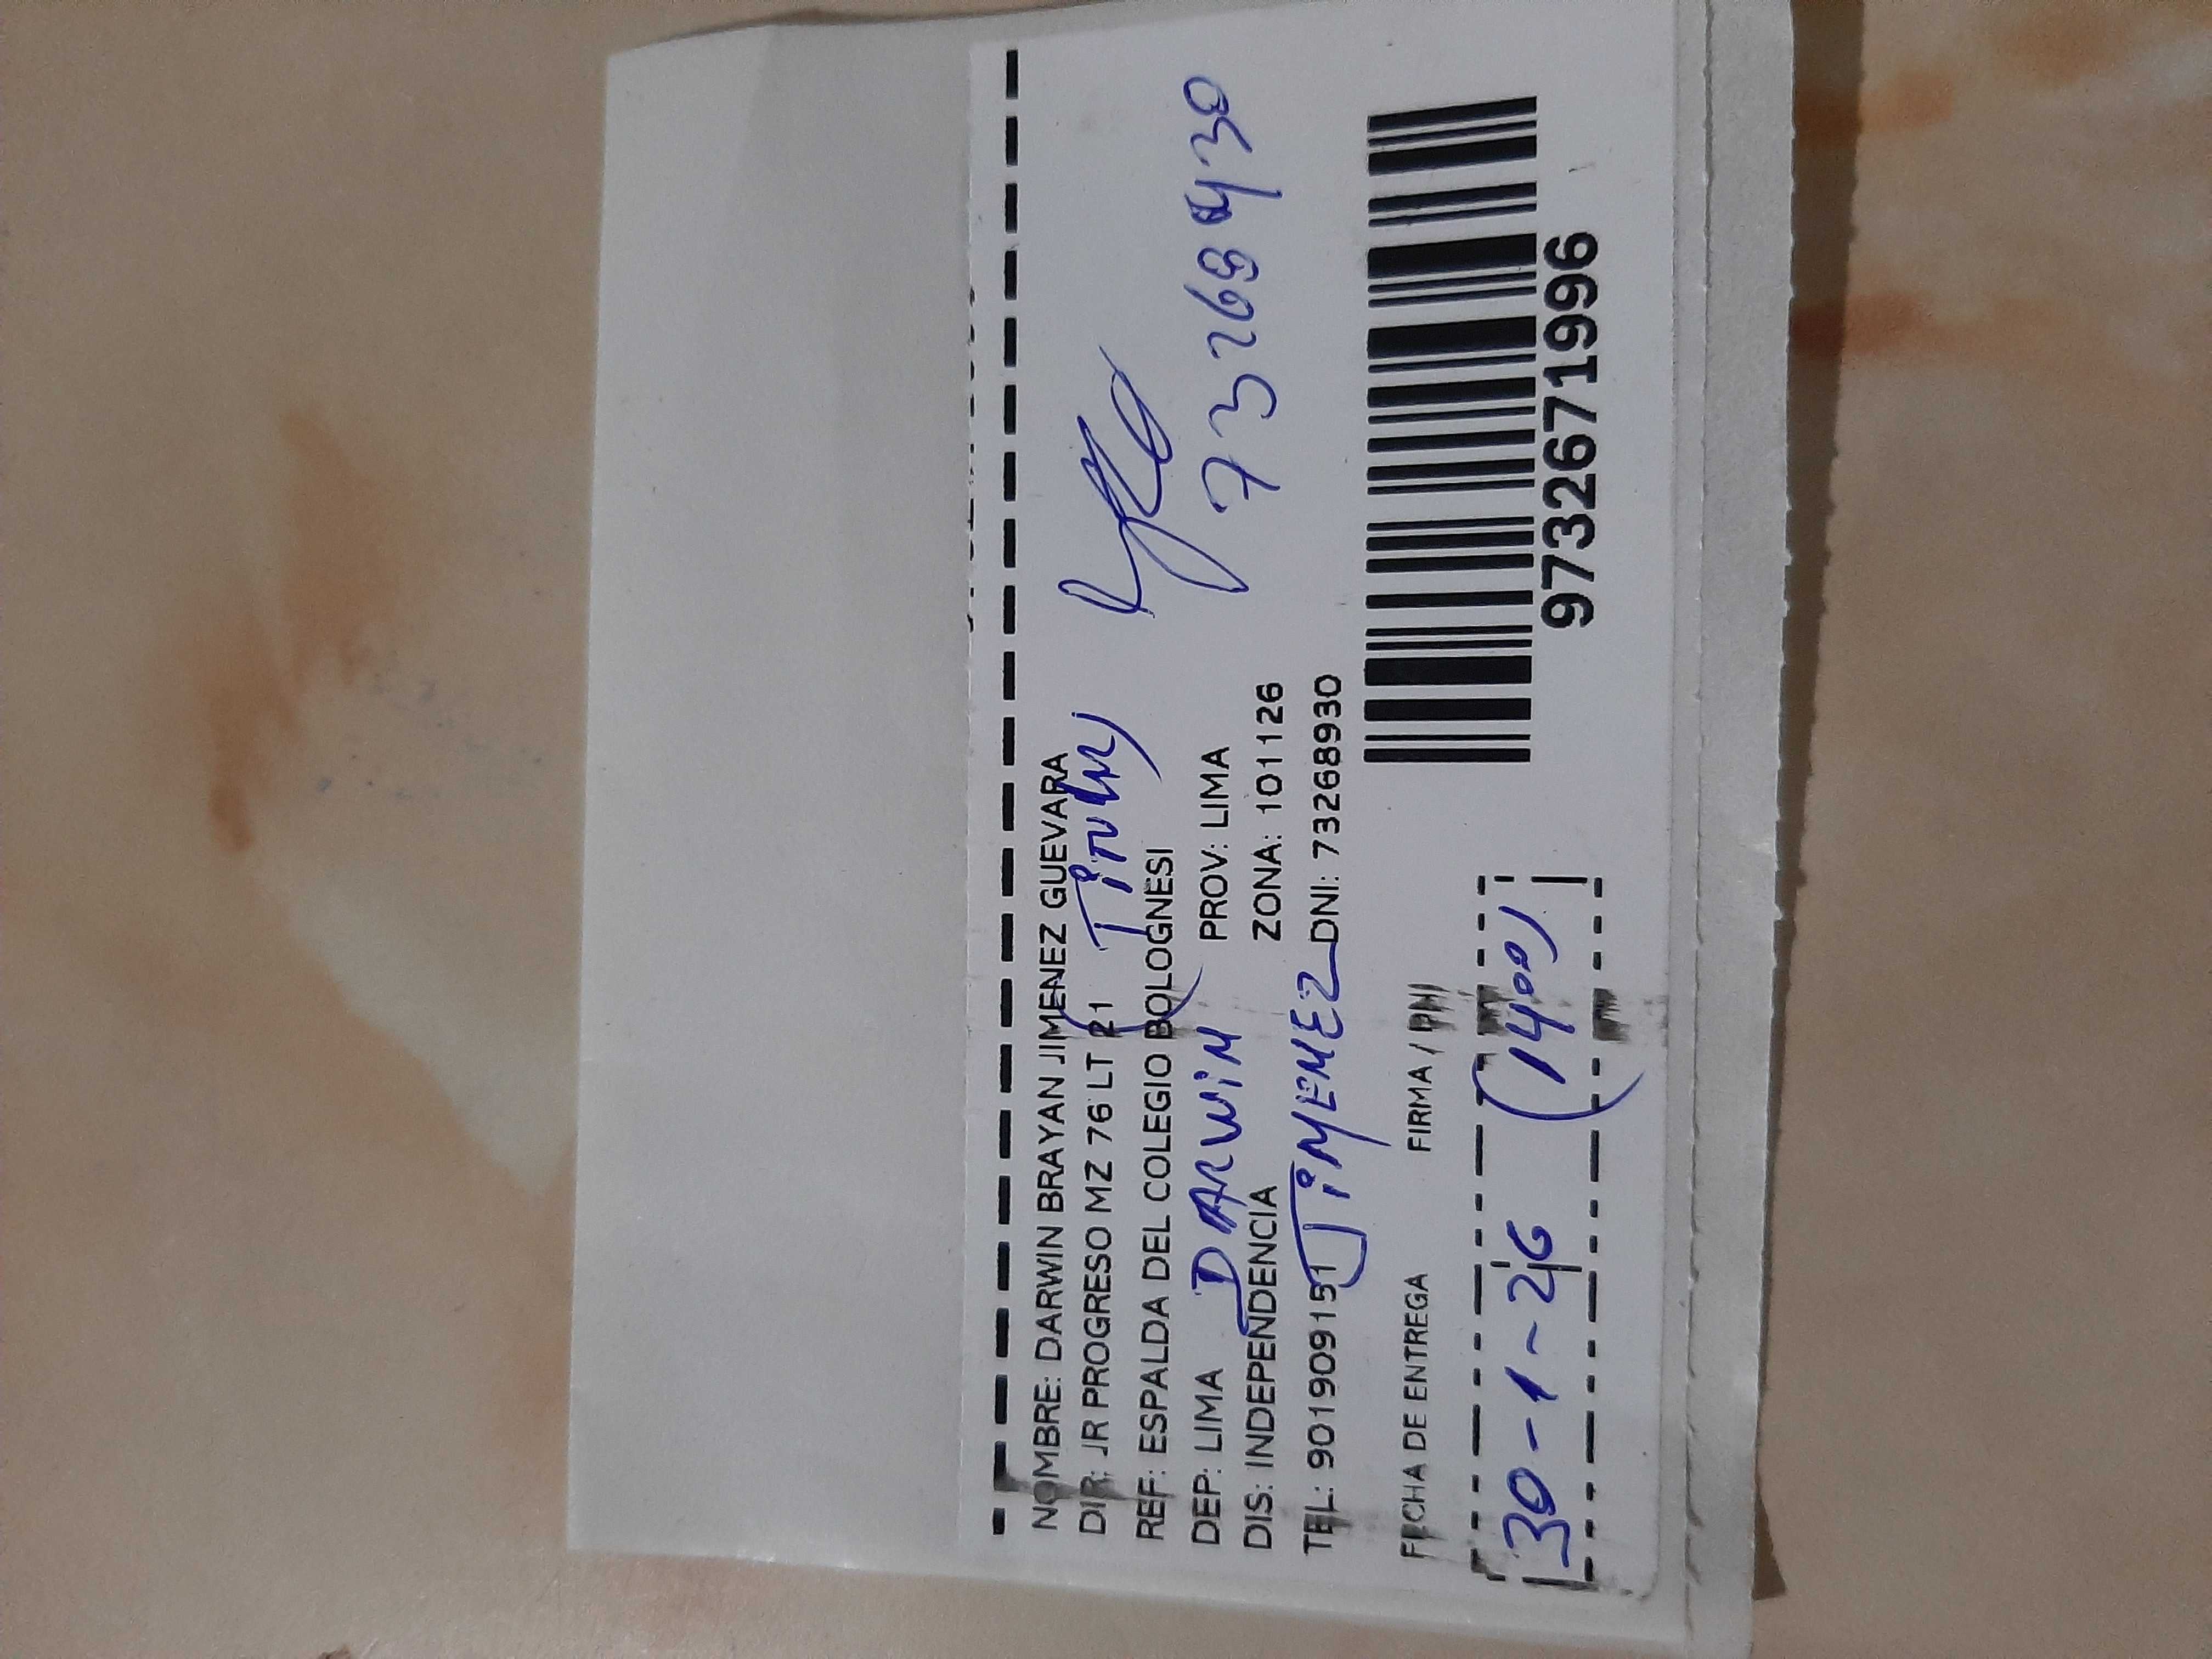 NOMBRE: DARWIN BRAYAN JIMENEZ GUEVARA
DIR: JR PROGRESO MZ 76 LT 21
(Titular)
REF: ESPALDA DEL COLEGIO BOLOGNESI
DEP: LIMA PROV: LIMA
DARWIN
DIS: INDEPENDENCIA ZONA: 101126
JIMENEZ
TEL: 901909151 DNI: 73268930
73268930
FECHA DE ENTREGA FIRMA / DNI
30-1-26 (1400)
9732671996